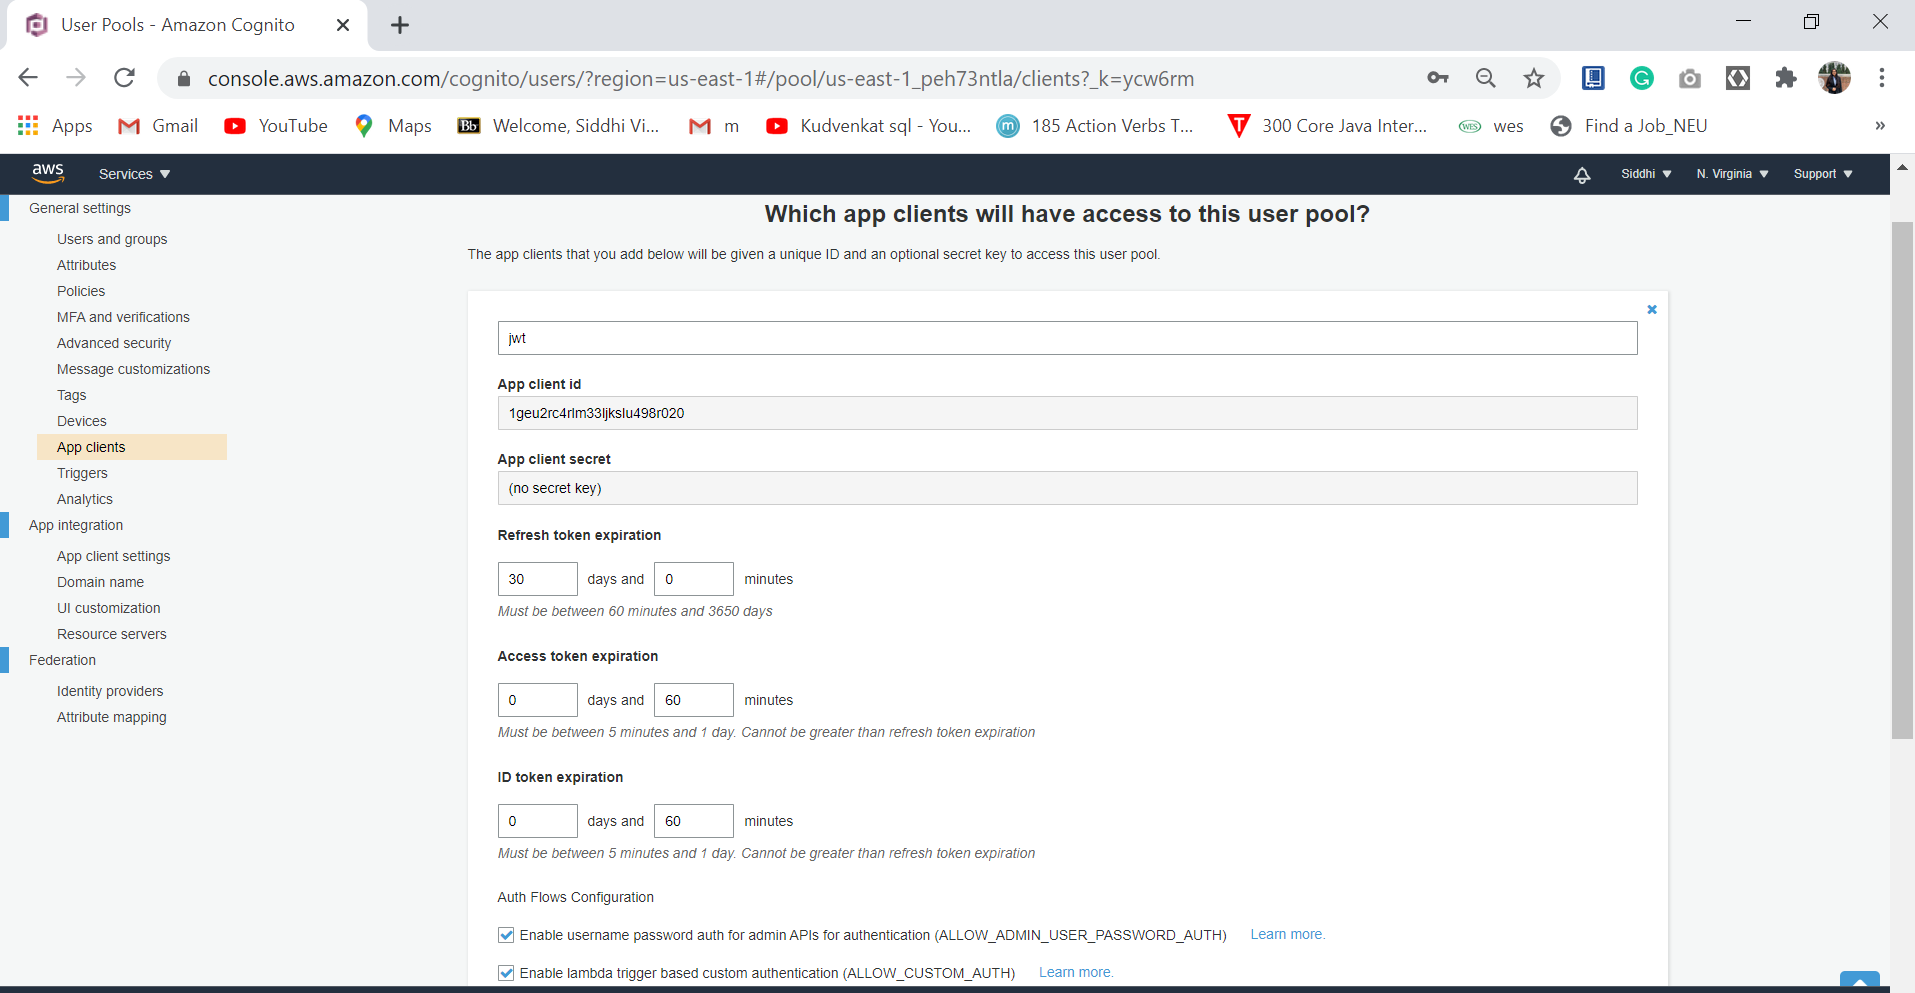 User Pools - Amazon Cognito
console.aws.amazon.com/cognito/users/?region=us-east-1#/pool/us-east-1_peh73ntla/clients?_k=ycw6rm
Apps Gmail YouTube Maps Bb Welcome, Siddhi Vi... m Kudvenkat sql - You... m 185 Action Verbs T... T 300 Core Java Inter... WES wes Find a Job_NEU »
aws Services Siddhi N. Virginia Support
General settings
Users and groups
Attributes
Policies
MFA and verifications
Advanced security
Message customizations
Tags
Devices
App clients
Triggers
Analytics
App integration
App client settings
Domain name
UI customization
Resource servers
Federation
Identity providers
Attribute mapping
Which app clients will have access to this user pool?
The app clients that you add below will be given a unique ID and an optional secret key to access this user pool.
jwt
App client id
1geu2rc4rlm33ljkslu498r020
App client secret
(no secret key)
Refresh token expiration
30 days and 0 minutes
Must be between 60 minutes and 3650 days
Access token expiration
0 days and 60 minutes
Must be between 5 minutes and 1 day. Cannot be greater than refresh token expiration
ID token expiration
0 days and 60 minutes
Must be between 5 minutes and 1 day. Cannot be greater than refresh token expiration
Auth Flows Configuration
Enable username password auth for admin APIs for authentication (ALLOW_ADMIN_USER_PASSWORD_AUTH) Learn more.
Enable lambda trigger based custom authentication (ALLOW_CUSTOM_AUTH) Learn more.